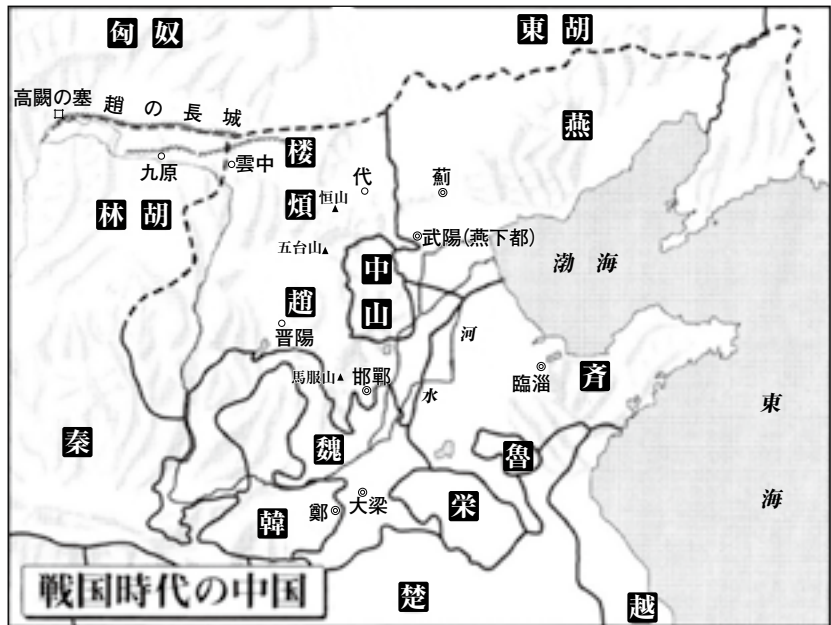 匈奴
東胡
高闕の塞
趙の長城
燕
楼煩
雲中
九原
代
薊
恒山
林胡
武陽(燕下都)
五台山
中山
渤海
趙
晋陽
河水
馬服山
邯鄲
臨淄
斉
東海
秦
魏
魯
大梁
栄
韓
鄭
戦国時代の中国
楚
越